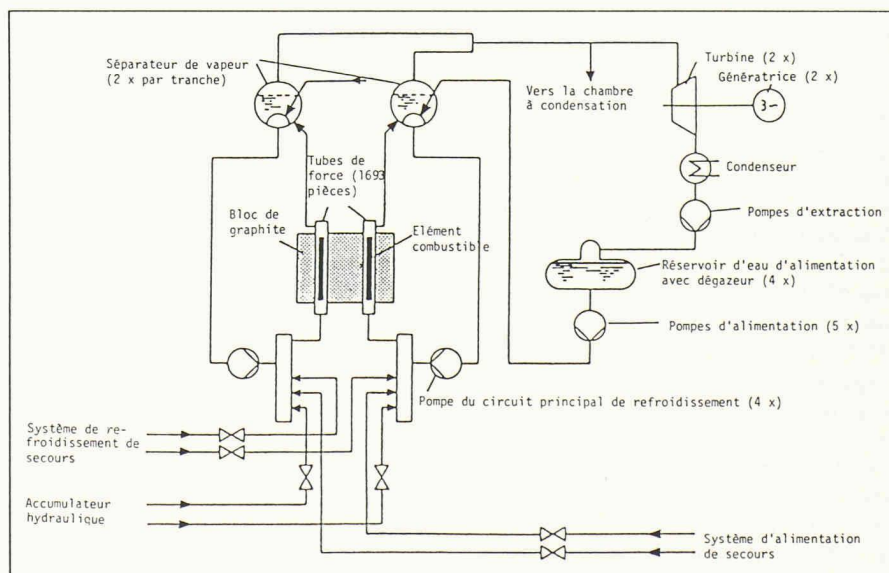 Séparateur de vapeur
(2 x par tranche)
Turbine (2 x)
Génératrice (2 x)
Vers la chambre
à condensation
3~
Tubes de
force (1693
pièces)
Condenseur
Bloc de
graphite
Elément
combustible
Pompes d'extraction
Réservoir d'eau d'alimentation
avec dégazeur (4 x)
Pompes d'alimentation (5 x)
Pompe du circuit principal de refroidissement (4 x)
Système de re-
froidissement de
secours
Accumulateur
hydraulique
Système d'alimentation
de secours